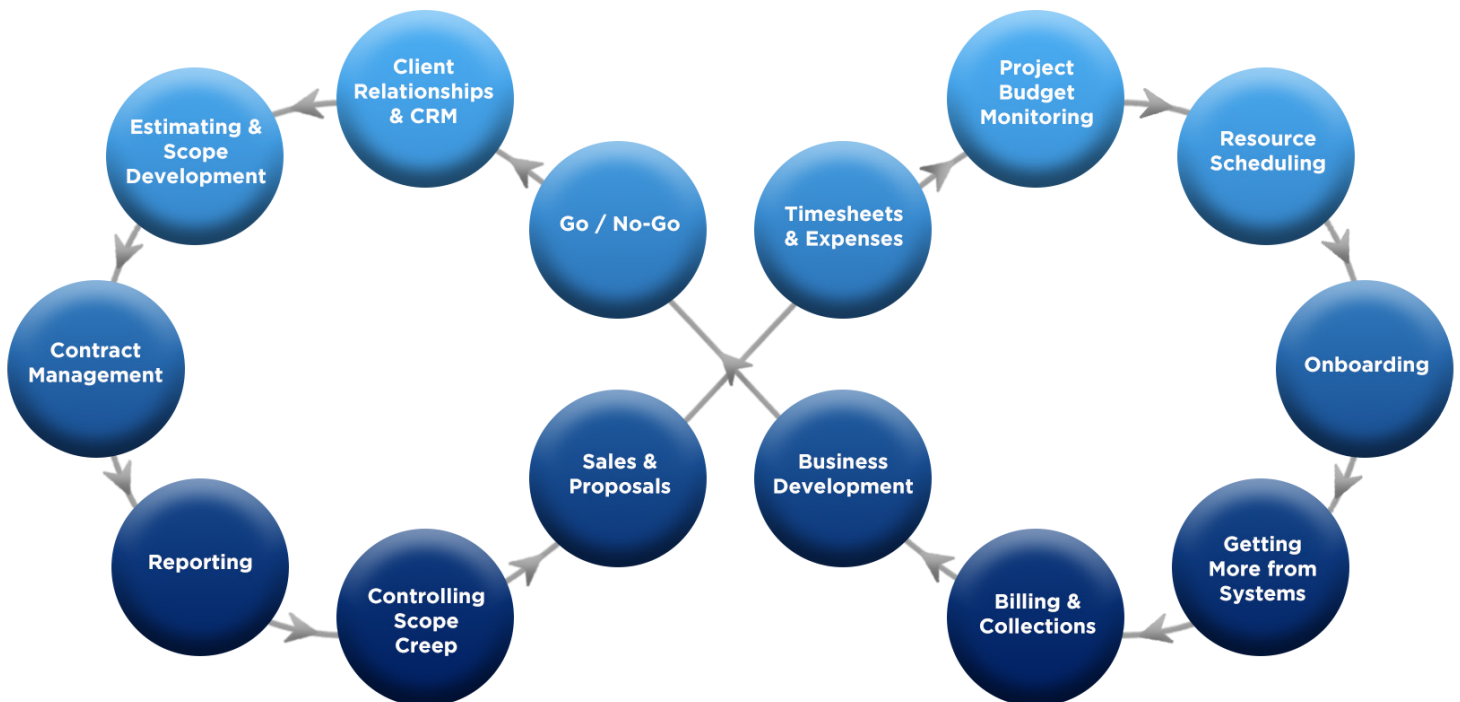 Client
Relationships
& CRM
Estimating &
Scope
Development
Go / No-Go
Contract
Management
Reporting
Controlling
Scope
Creep
Sales &
Proposals
Project
Budget
Monitoring
Resource
Scheduling
Timesheets
& Expenses
Onboarding
Business
Development
Getting
More from
Systems
Billing &
Collections